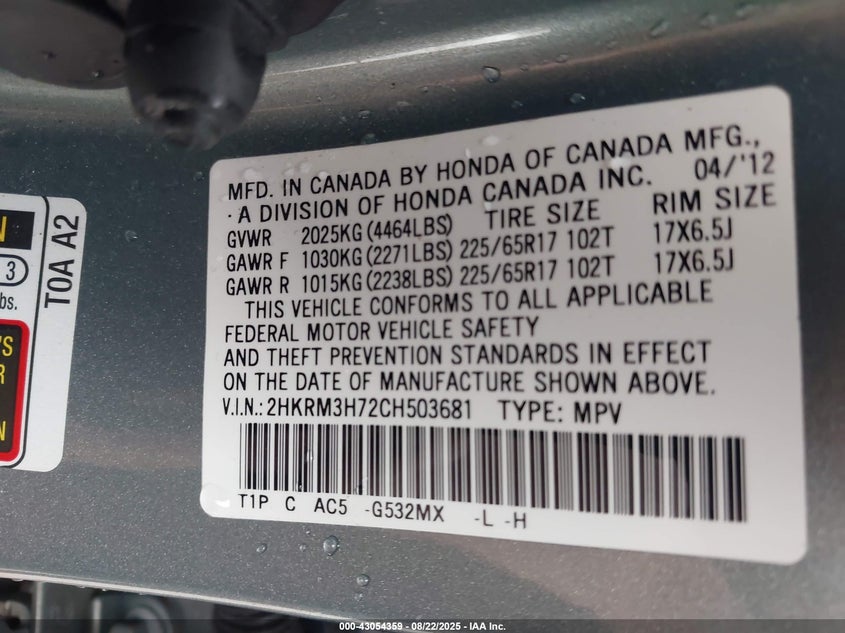 MFD. IN CANADA BY HONDA OF CANADA MFG.,
· A DIVISION OF HONDA CANADA INC. 04/'12
GVWR 2025KG(4464LBS) TIRE SIZE RIM SIZE
GAWR F 1030KG(2271LBS) 225/65R17 102T 17X6.5J
GAWR R 1015KG(2238LBS) 225/65R17 102T 17X6.5J
THIS VEHICLE CONFORMS TO ALL APPLICABLE
FEDERAL MOTOR VEHICLE SAFETY
AND THEFT PREVENTION STANDARDS IN EFFECT
ON THE DATE OF MANUFACTURE SHOWN ABOVE.
V.I.N.: 2HKRM3H72CH503681 TYPE: MPV
T1P C AC5 -G532MX -L -H
T0A A2
N
3
bs.
'S
R
N
000-43054359 - 08/22/2025 - IAA Inc.